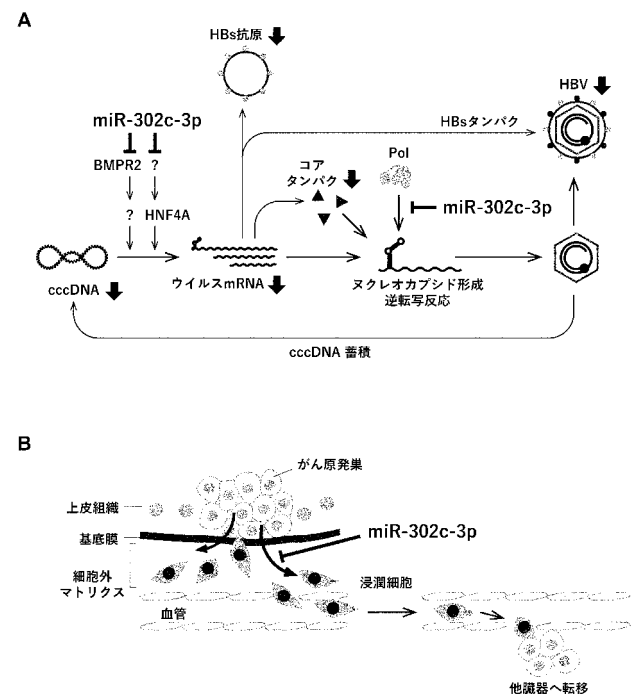 A
HBs抗原
HBV
miR-302c-3p
HBsタンパク
BMPR2 ?
コア
タンパク
Pol
miR-302c-3p
? HNF4A
cccDNA
ウイルスmRNA
ヌクレオカプシド形成
逆転写反応
cccDNA 蓄積
B
がん原発巣
上皮組織
miR-302c-3p
基底膜
細胞外
マトリクス
浸潤細胞
血管
他臓器へ転移